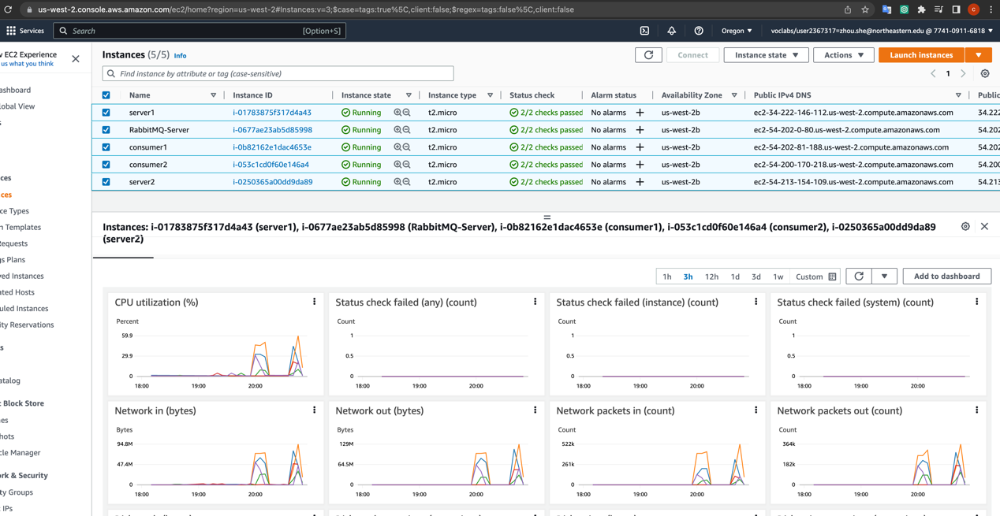 us-west-2.console.aws.amazon.com/ec2/home?region=us-west-2#Instances:v=3;$case=tags:true%5C,client:false;$regex=tags:false%5C,client:false
Services Search [Option+S] Oregon voclabs/user2367317=zhou.she@northeastern.edu @ 7741-0911-6818
w EC2 Experience
us what you think
Instances (5/5) Info
Connect Instance state Actions Launch instances
Find instance by attribute or tag (case-sensitive)
1
Name Instance ID Instance state Instance type Status check Alarm status Availability Zone Public IPv4 DNS Public
server1 i-01783875f317d4a43 Running t2.micro 2/2 checks passed No alarms + us-west-2b ec2-34-222-146-112.us-west-2.compute.amazonaws.com 34.222
RabbitMQ-Server i-0677ae23ab5d85998 Running t2.micro 2/2 checks passed No alarms + us-west-2b ec2-54-202-0-80.us-west-2.compute.amazonaws.com 54.202
consumer1 i-0b82162e1dac4653e Running t2.micro 2/2 checks passed No alarms + us-west-2b ec2-54-202-81-188.us-west-2.compute.amazonaws.com 54.202
consumer2 i-053c1cd0f60e146a4 Running t2.micro 2/2 checks passed No alarms + us-west-2b ec2-54-200-170-218.us-west-2.compute.amazonaws.com 54.200
server2 i-0250365a00dd9da89 Running t2.micro 2/2 checks passed No alarms + us-west-2b ec2-54-213-154-109.us-west-2.compute.amazonaws.com 54.213
ashboard
lobal View
s
ces
ces
ce Types
h Templates
Requests
gs Plans
ved Instances
ated Hosts
uled Instances
ity Reservations
s
atalog
t Block Store
es
hots
cle Manager
ork & Security
ty Groups
IPs
Instances: i-01783875f317d4a43 (server1), i-0677ae23ab5d85998 (RabbitMQ-Server), i-0b82162e1dac4653e (consumer1), i-053c1cd0f60e146a4 (consumer2), i-0250365a00dd9da89
(server2)
1h 3h 12h 1d 3d 1w Custom Add to dashboard
CPU utilization (%)
Percent
59.9
29.9
0
18:00 19:00 20:00
Status check failed (any) (count)
Count
1
0.5
0
18:00 19:00 20:00
Status check failed (instance) (count)
Count
1
0.5
0
18:00 19:00 20:00
Status check failed (system) (count)
Count
1
0.5
0
18:00 19:00 20:00
Network in (bytes)
Bytes
94.8M
47.4M
0
18:00 19:00 20:00
Network out (bytes)
Bytes
129M
64.5M
0
18:00 19:00 20:00
Network packets in (count)
Count
522k
261k
0
18:00 19:00 20:00
Network packets out (count)
Count
364k
182k
0
18:00 19:00 20:00